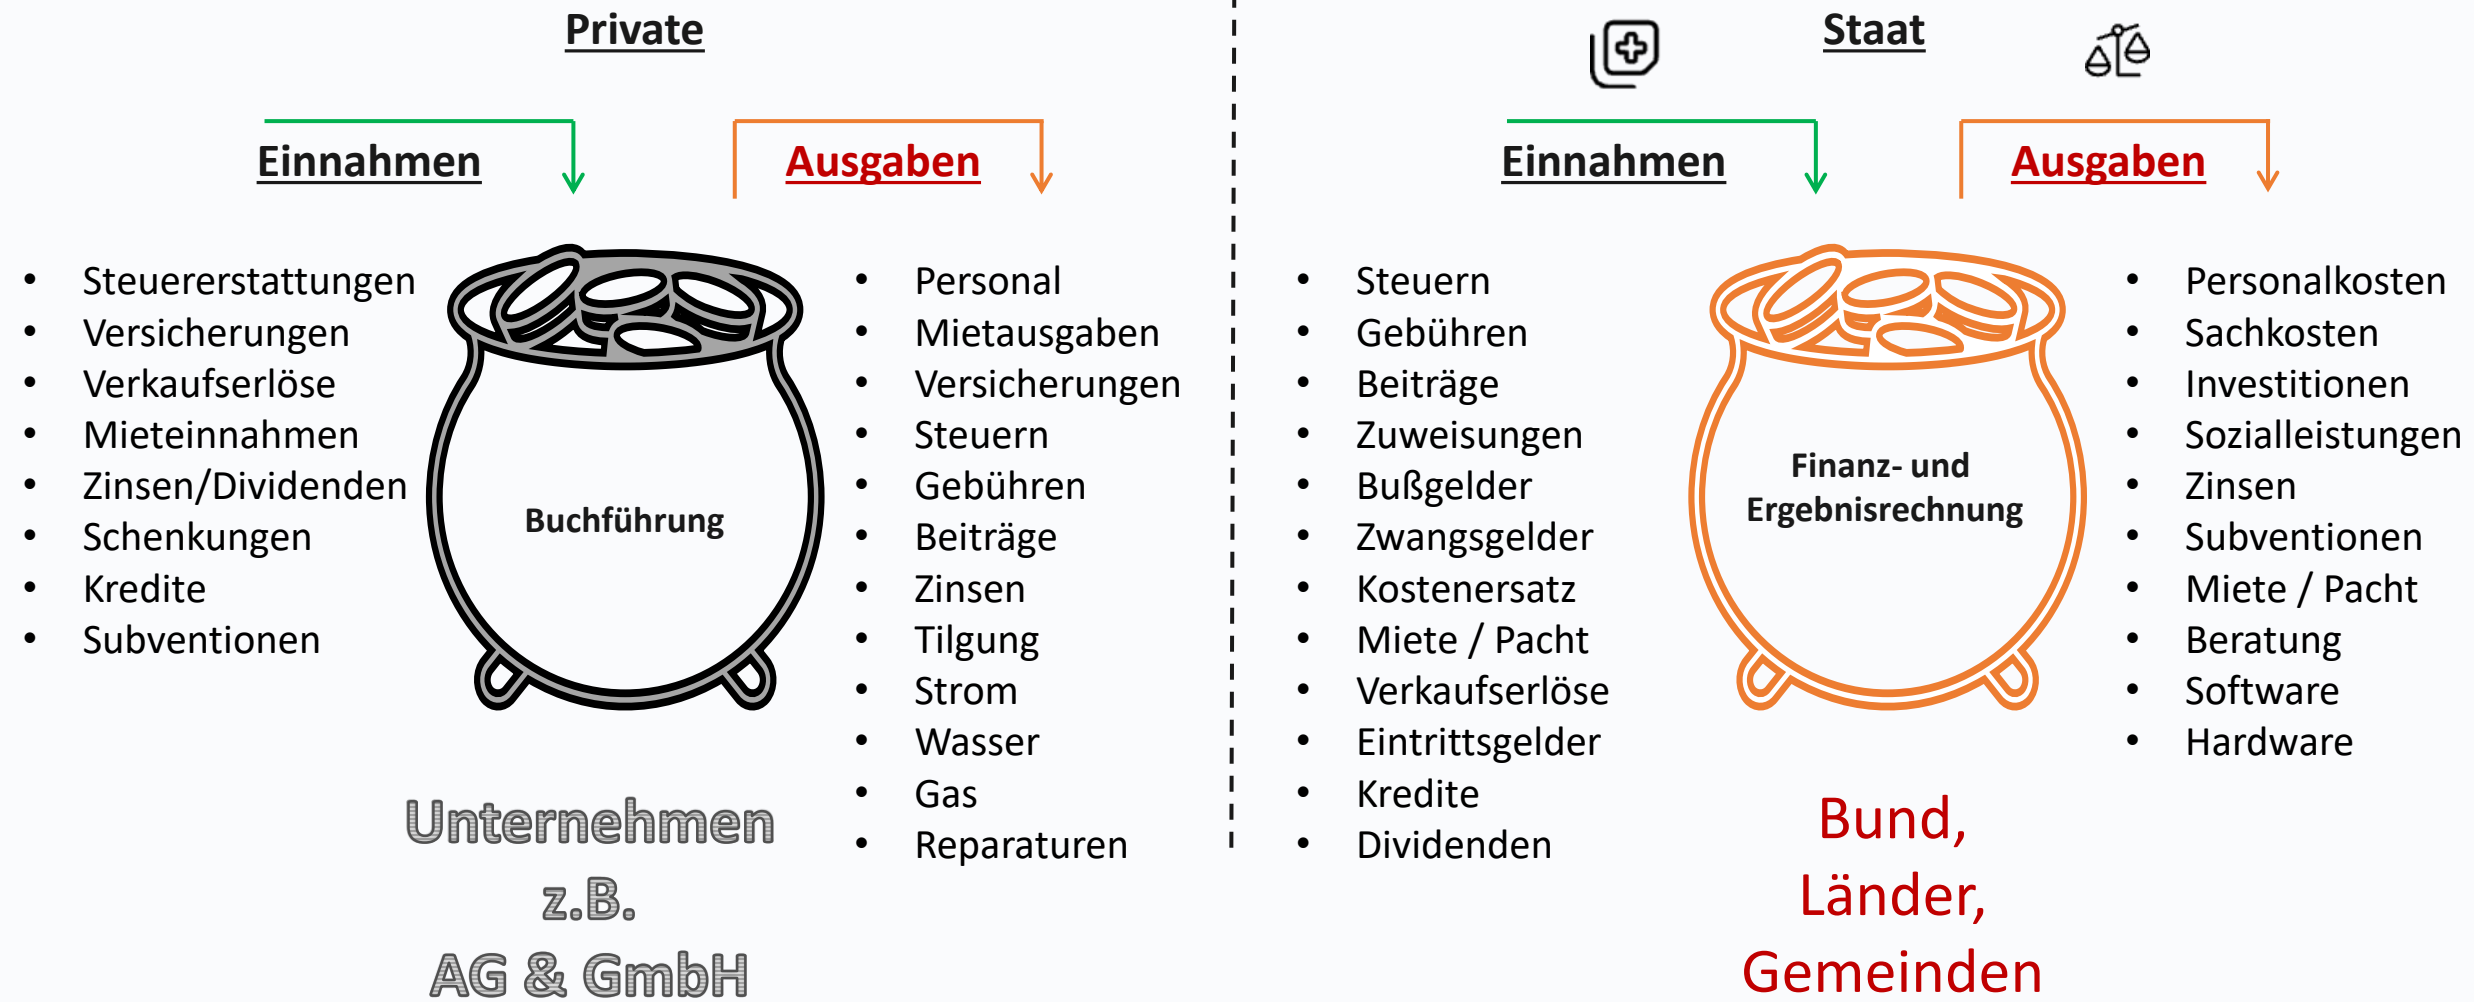 Private
Einnahmen
Ausgaben
• Steuererstattungen
• Versicherungen
• Verkaufserlöse
• Mieteinnahmen
• Zinsen/Dividenden
• Schenkungen
• Kredite
• Subventionen
Buchführung
• Personal
• Mietausgaben
• Versicherungen
• Steuern
• Gebühren
• Beiträge
• Zinsen
• Tilgung
• Strom
• Wasser
• Gas
• Reparaturen
Unternehmen
z.B.
AG & GmbH
Staat
Einnahmen
Ausgaben
• Steuern
• Gebühren
• Beiträge
• Zuweisungen
• Bußgelder
• Zwangsgelder
• Kostenersatz
• Miete / Pacht
• Verkaufserlöse
• Eintrittsgelder
• Kredite
• Dividenden
Finanz- und
Ergebnisrechnung
• Personalkosten
• Sachkosten
• Investitionen
• Sozialleistungen
• Zinsen
• Subventionen
• Miete / Pacht
• Beratung
• Software
• Hardware
Bund,
Länder,
Gemeinden